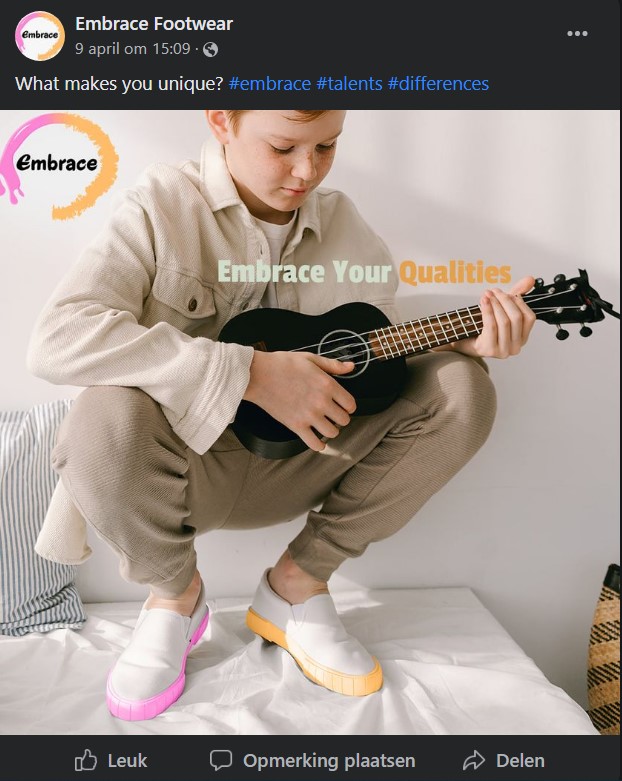 Embrace
Embrace Footwear
9 april om 15:09 ·
What makes you unique? #embrace #talents #differences
Embrace
Embrace Your Qualities
Leuk
Opmerking plaatsen
Delen